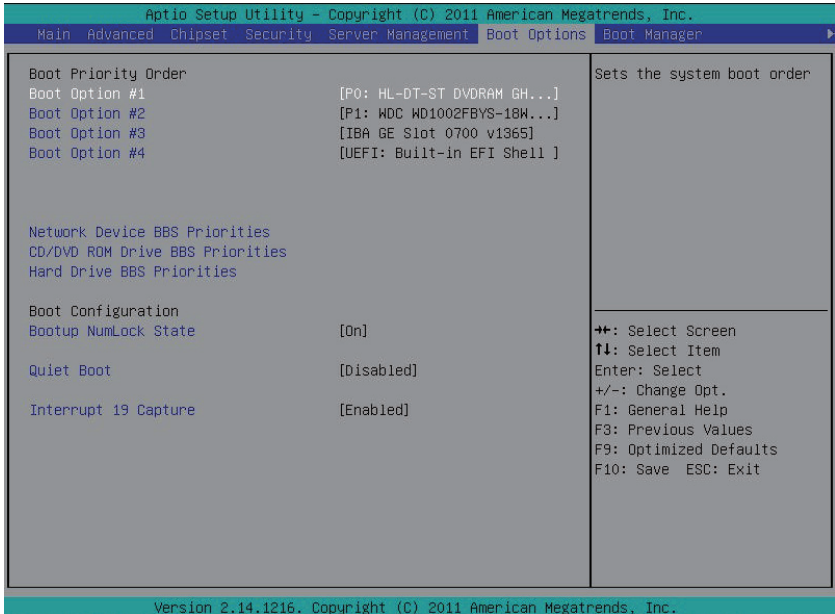 Aptio Setup Utility - Copyright (C) 2011 American Megatrends, Inc.
Main Advanced Chipset Security Server Management Boot Options Boot Manager ▶
Boot Priority Order
Boot Option #1 [P0: HL-DT-ST DVDRAM GH...]
Boot Option #2 [P1: WDC WD1002FBYS-18W...]
Boot Option #3 [IBA GE Slot 0700 v1365]
Boot Option #4 [UEFI: Built-in EFI Shell ]
Network Device BBS Priorities
CD/DVD ROM Drive BBS Priorities
Hard Drive BBS Priorities
Boot Configuration
Bootup NumLock State [On]
Quiet Boot [Disabled]
Interrupt 19 Capture [Enabled]
Sets the system boot order
→←: Select Screen
↑↓: Select Item
Enter: Select
+/-: Change Opt.
F1: General Help
F3: Previous Values
F9: Optimized Defaults
F10: Save ESC: Exit
Version 2.14.1216. Copyright (C) 2011 American Megatrends, Inc.